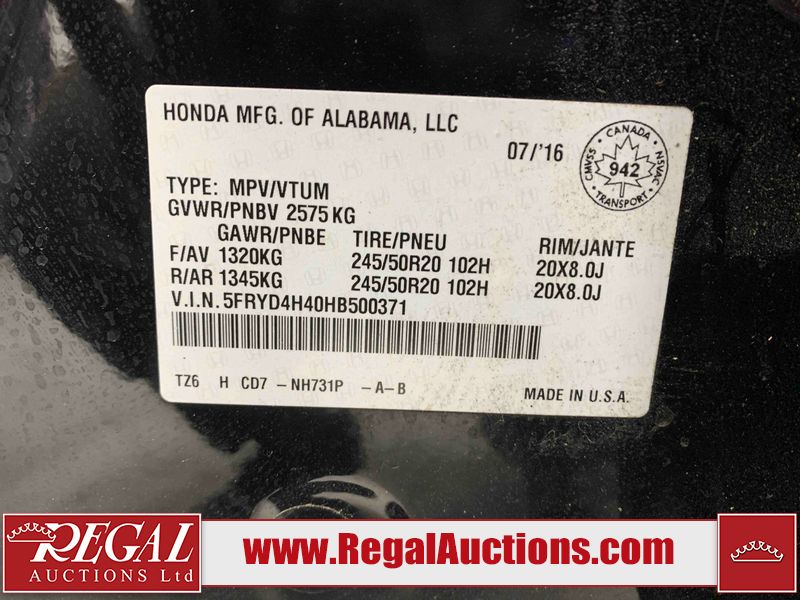 HONDA MFG. OF ALABAMA, LLC
07/'16
CANADA
CMVSS
942
NSVAC
TRANSPORT
TYPE: MPV/VTUM
GVWR/PNBV 2575 KG
GAWR/PNBE TIRE/PNEU RIM/JANTE
F/AV 1320KG 245/50R20 102H 20X8.0J
R/AR 1345KG 245/50R20 102H 20X8.0J
V.I.N. 5FRYD4H40HB500371
TZ6 H CD7 -NH731P -A-B
MADE IN U.S.A.
REGAL
AUCTIONS Ltd
www.RegalAuctions.com